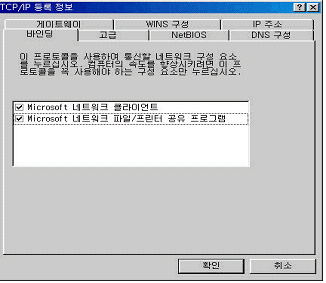 TCP/IP 등록 정보
게이트웨이 WINS 구성 IP 주소
바인딩 고급 NetBIOS DNS 구성
이 프로토콜을 사용하며 통신할 네트워크 구성 요소
를 누르십시오. 컴퓨터의 속도를 향상시키려면 이 프
로토콜을 꼭 사용해야 하는 구성 요소만 누르십시오.
Microsoft 네트워크 클라이언트
Microsoft 네트워크 파일/프린터 공유 프로그램
확인 취소